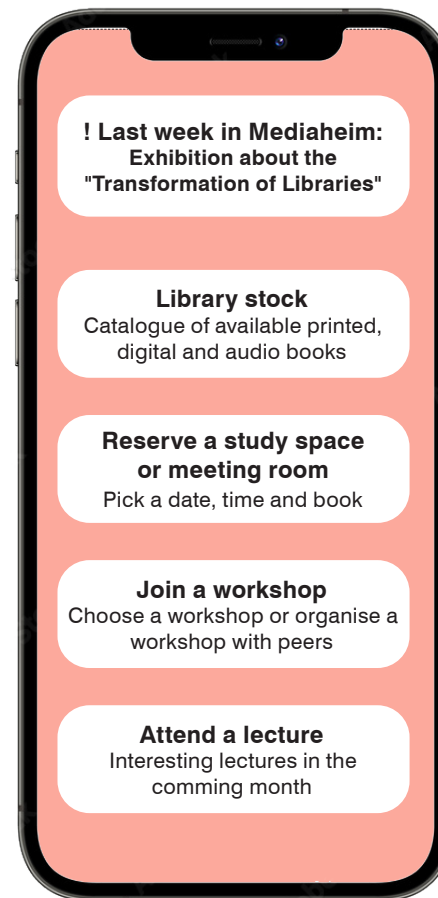 ! Last week in Mediaheim:
Exhibition about the
"Transformation of Libraries"
Library stock
Catalogue of available printed,
digital and audio books
Reserve a study space
or meeting room
Pick a date, time and book
Join a workshop
Choose a workshop or organise a
workshop with peers
Attend a lecture
Interesting lectures in the
comming month